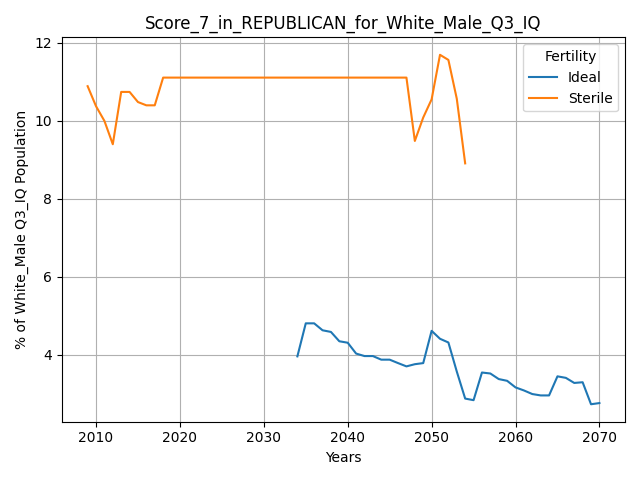 Score_7_in_REPUBLICAN_for_White_Male_Q3_IQ
12
10
8
6
4
% of White_Male Q3_IQ Population
Fertility
Ideal
Sterile
2010 2020 2030 2040 2050 2060 2070
Years